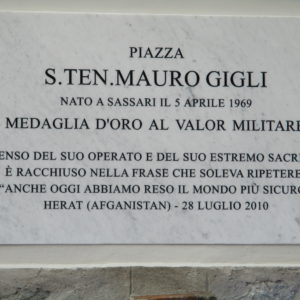 PIAZZA
S.TEN.MAURO GIGLI
NATO A SASSARI IL 5 APRILE 1969
MEDAGLIA D'ORO AL VALOR MILITARE
ENSO DEL SUO OPERATO E DEL SUO ESTREMO SACRI
È RACCHIUSO NELLA FRASE CHE SOLEVA RIPETERE
"ANCHE OGGI ABBIAMO RESO IL MONDO PIÙ SICURO
HERAT (AFGANISTAN) - 28 LUGLIO 2010